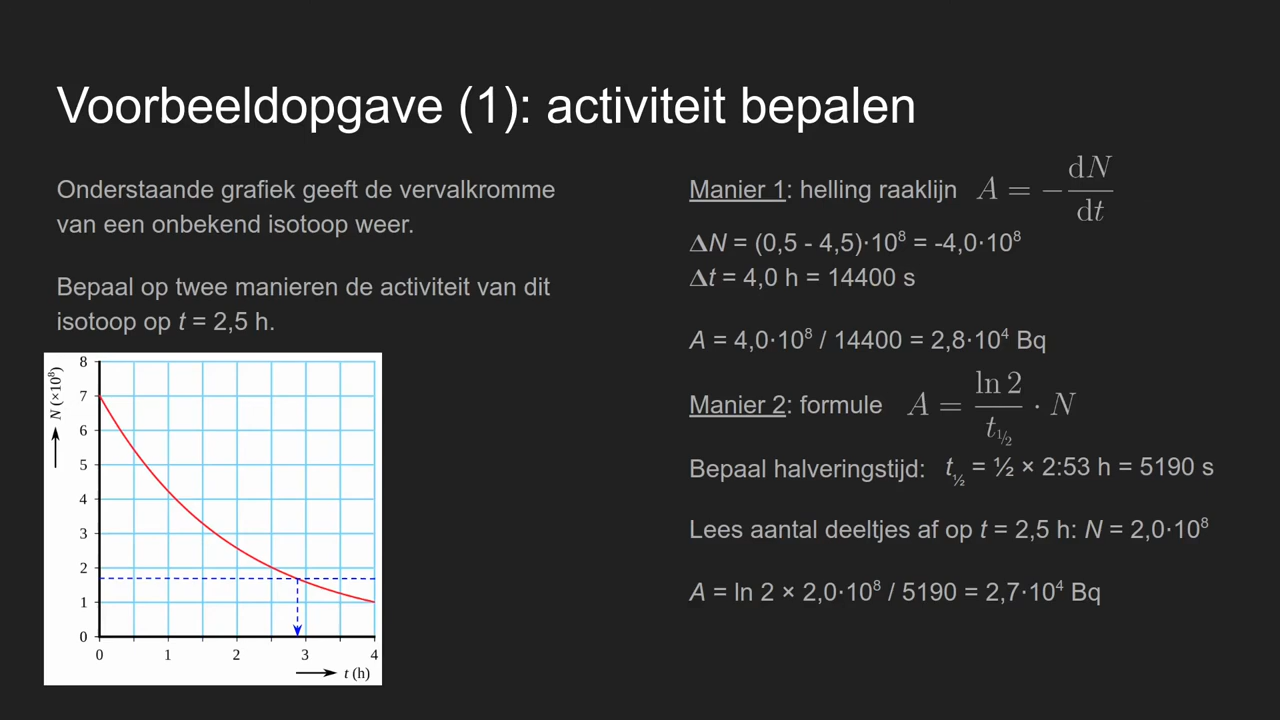 Voorbeeldopgave (1): activiteit bepalen
Onderstaande grafiek geeft de vervalkromme
van een onbekend isotoop weer.
Bepaal op twee manieren de activiteit van dit
isotoop op t = 2,5 h.
N (×10⁸)
8
7
6
5
4
3
2
1
0
0 1 2 3 4
t (h)
Manier 1: helling raaklijn A = − dN/dt
ΔN = (0,5 - 4,5)·10⁸ = -4,0·10⁸
Δt = 4,0 h = 14400 s
A = 4,0·10⁸ / 14400 = 2,8·10⁴ Bq
Manier 2: formule A = ln 2/t½ · N
Bepaal halveringstijd: t½ = ½ × 2:53 h = 5190 s
Lees aantal deeltjes af op t = 2,5 h: N = 2,0·10⁸
A = ln 2 × 2,0·10⁸ / 5190 = 2,7·10⁴ Bq